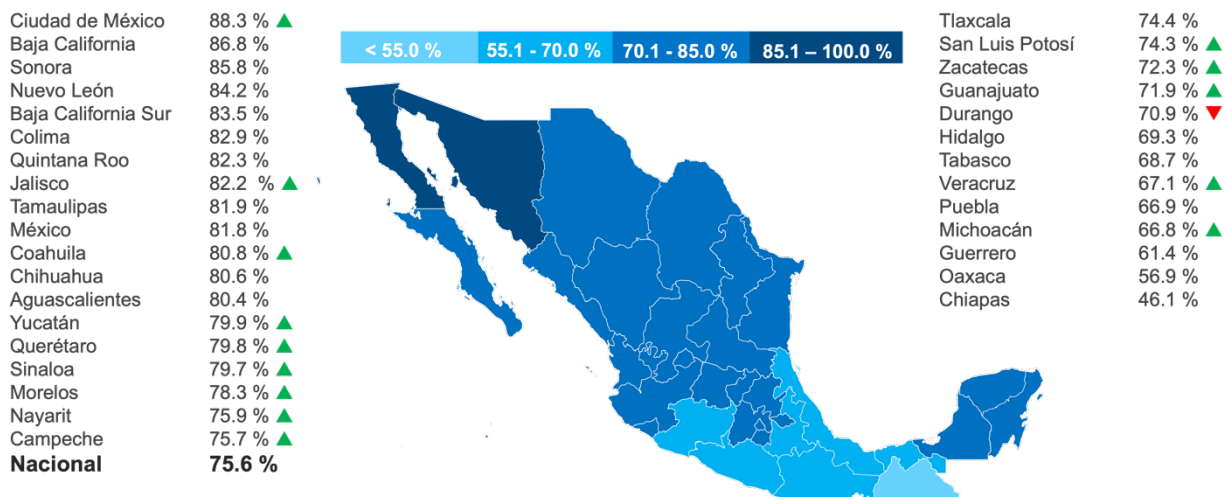 Ciudad de México 88.3 % ▲
Baja California 86.8 %
Sonora 85.8 %
Nuevo León 84.2 %
Baja California Sur 83.5 %
Colima 82.9 %
Quintana Roo 82.3 %
Jalisco 82.2 % ▲
Tamaulipas 81.9 %
México 81.8 %
Coahuila 80.8 % ▲
Chihuahua 80.6 %
Aguascalientes 80.4 %
Yucatán 79.9 % ▲
Querétaro 79.8 % ▲
Sinaloa 79.7 % ▲
Morelos 78.3 % ▲
Nayarit 75.9 % ▲
Campeche 75.7 % ▲
Nacional 75.6 %
< 55.0 % 55.1 - 70.0 % 70.1 - 85.0 % 85.1 – 100.0 %
Tlaxcala 74.4 %
San Luis Potosí 74.3 % ▲
Zacatecas 72.3 % ▲
Guanajuato 71.9 % ▲
Durango 70.9 % ▼
Hidalgo 69.3 %
Tabasco 68.7 %
Veracruz 67.1 % ▲
Puebla 66.9 %
Michoacán 66.8 % ▲
Guerrero 61.4 %
Oaxaca 56.9 %
Chiapas 46.1 %